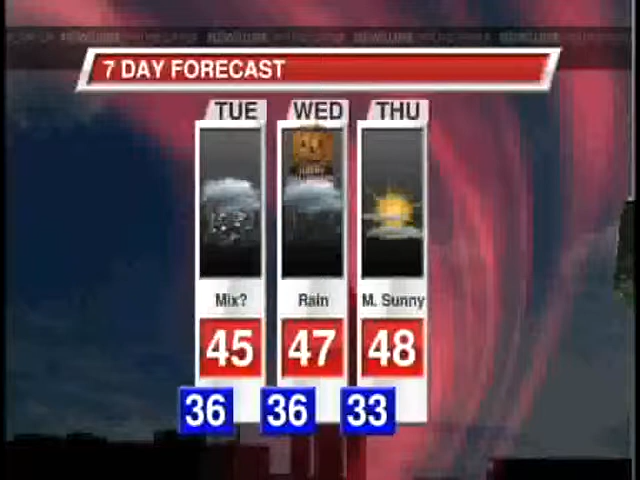 7 DAY FORECAST
TUE WED THU
Mix? Rain M. Sunny
45 47 48
36 36 33